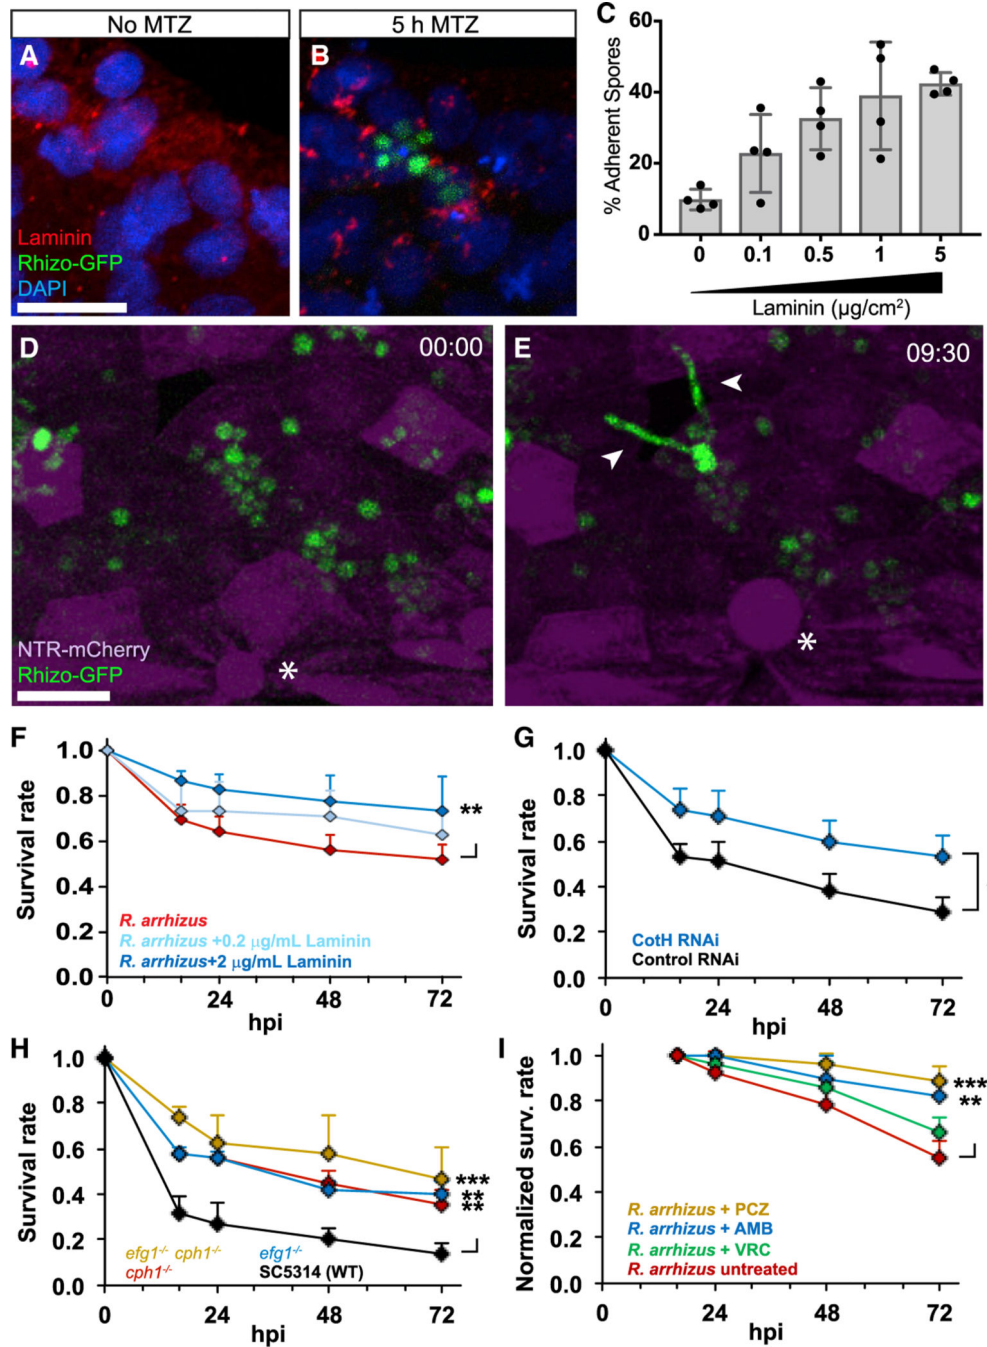 No MTZ
5 h MTZ
A
Laminin
Rhizo-GFP
DAPI
B
C
% Adherent Spores
60
40
20
0
0 0.1 0.5 1 5
Laminin (µg/cm²)
D
00:00
NTR-mCherry
Rhizo-GFP
*
E
09:30
*
F
Survival rate
1.0
0.8
0.6
0.4
0.2
0.0
**
R. arrhizus
R. arrhizus +0.2 µg/mL Laminin
R. arrhizus+2 µg/mL Laminin
0 24 48 72
hpi
G
Survival rate
1.0
0.8
0.6
0.4
0.2
0.0
CotH RNAi
Control RNAi
0 24 48 72
hpi
H
Survival rate
1.0
0.8
0.6
0.4
0.2
0.0
***
**
**
efg1-/- cph1-/- efg1-/-
cph1-/- SC5314 (WT)
0 24 48 72
hpi
I
Normalized surv. rate
1.0
0.8
0.6
0.4
0.2
0.0
***
**
R. arrhizus + PCZ
R. arrhizus + AMB
R. arrhizus + VRC
R. arrhizus untreated
0 24 48 72
hpi